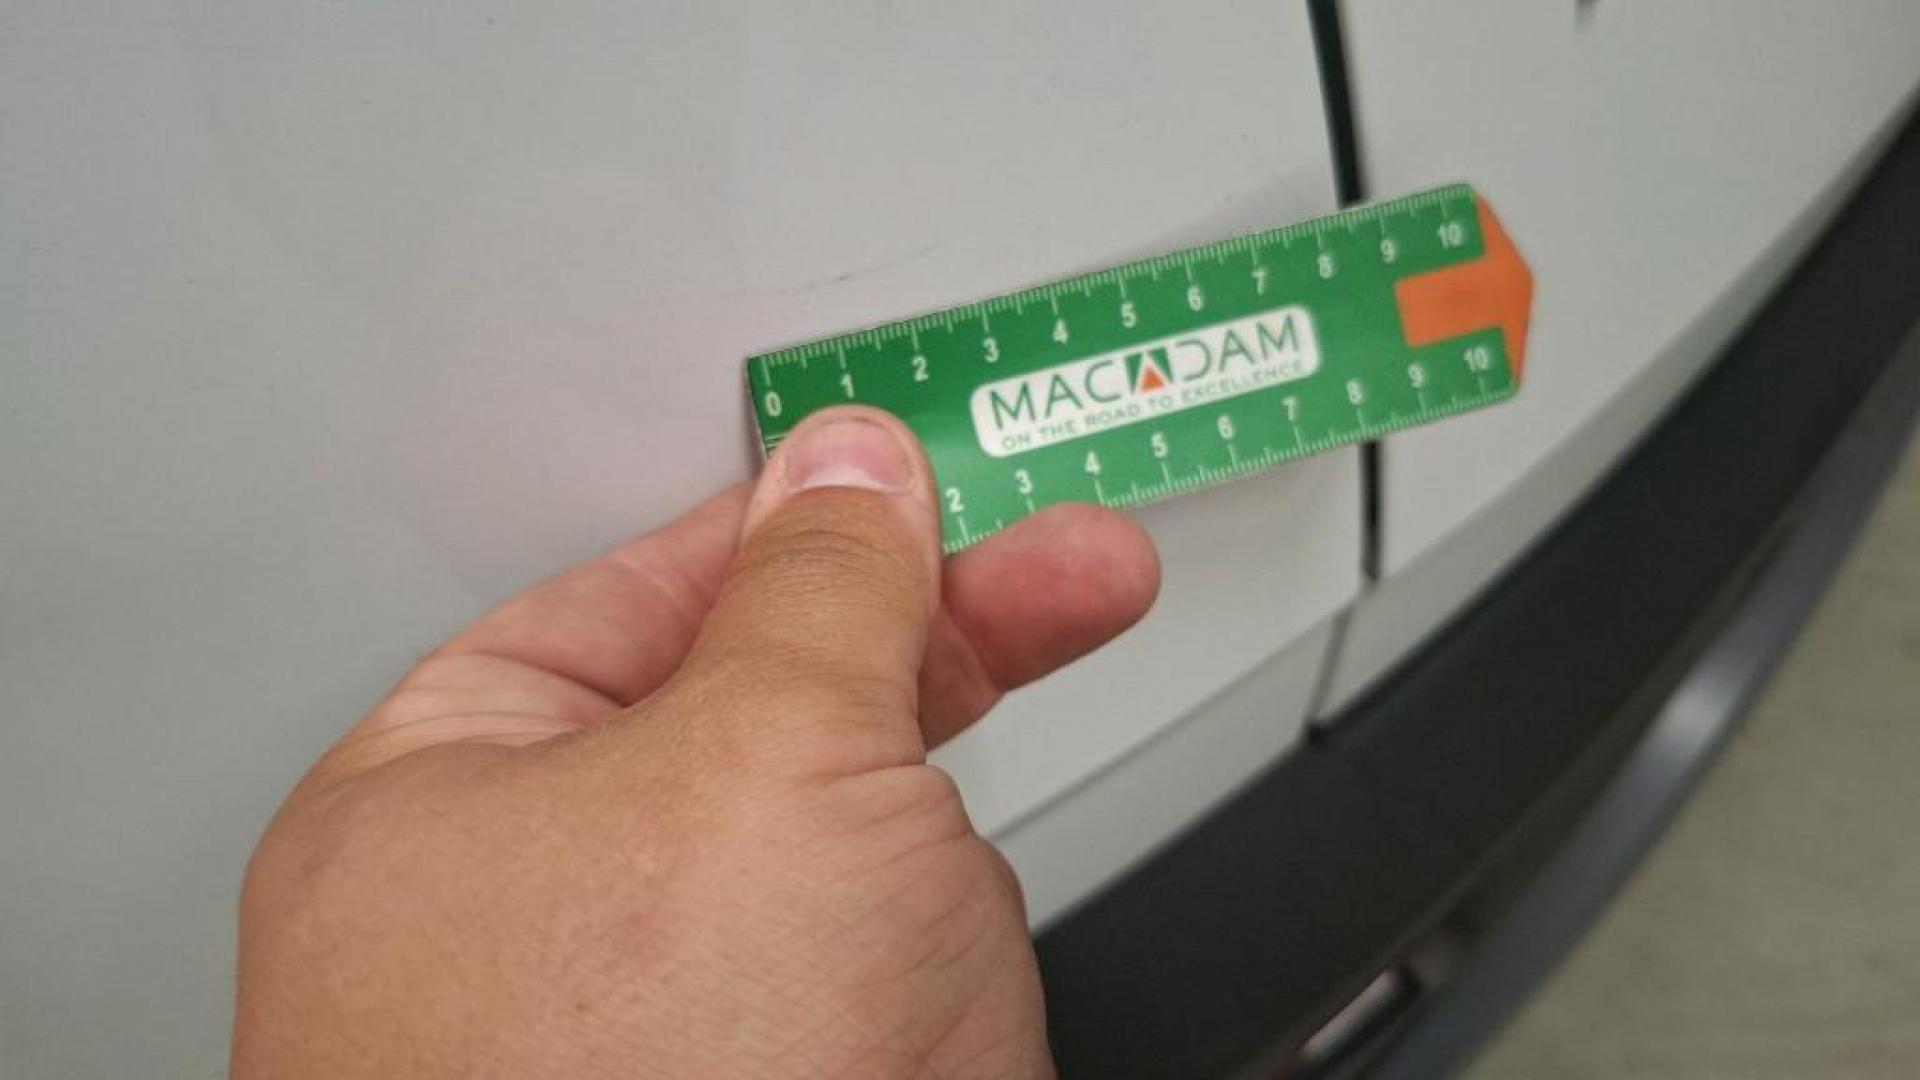 0 1 2 3 4 5 6 7 8 9 10
MACADAM
ON THE ROAD TO EXCELLENCE
2 3 4 5 6 7 8 9 10